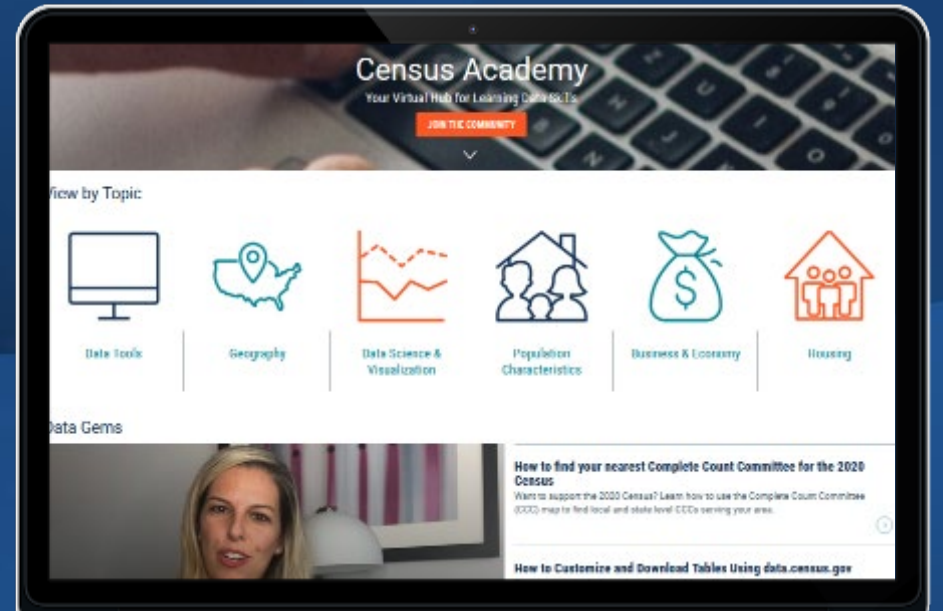 Census Academy
Your Virtual Hub for Learning Data Skills
JOIN THE COMMUNITY
View by Topic
Data Tools
Geography
Data Science &
Visualization
Population
Characteristics
Business & Economy
Housing
Data Gems
How to find your nearest Complete Count Committee for the 2020
Census
Want to support the 2020 Census? Learn how to use the Complete Count Committee
(CCC) map to find local and state level CCCs serving your area.
How to Customize and Download Tables Using data.census.gov